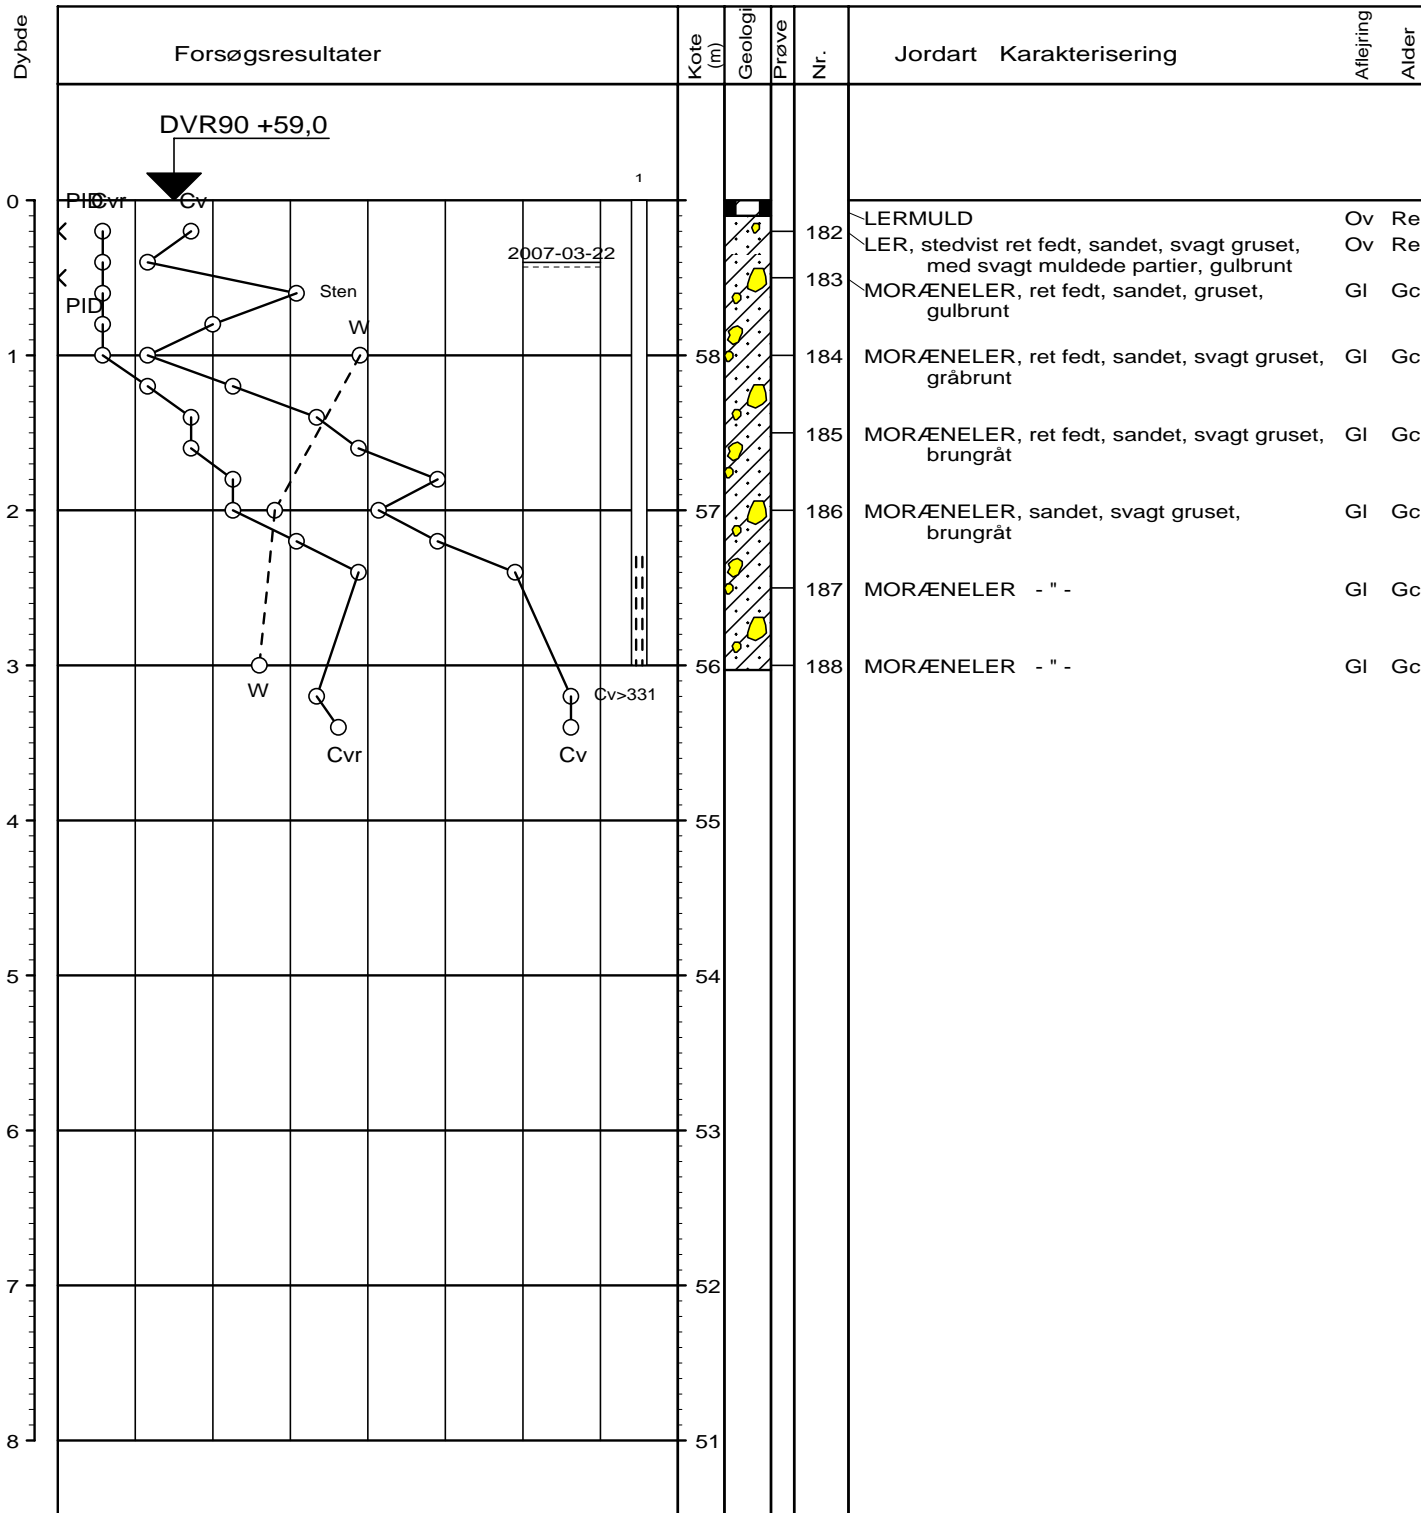 Dybde
Forsøgsresultater
Kote (m)
Geologi
Prøve
Nr.
Jordart Karakterisering
Aflejring
Alder
DVR90 +59,0
1
0
PID
Cvr
Cv
LERMULD Ov Re
182
LER, stedvist ret fedt, sandet, svagt gruset, Ov Re
med svagt muldede partier, gulbrunt
2007-03-22
183
Sten
MORÆNELER, ret fedt, sandet, gruset, Gl Gc
gulbrunt
PID
W
1
58
184
MORÆNELER, ret fedt, sandet, svagt gruset, Gl Gc
gråbrunt
185
MORÆNELER, ret fedt, sandet, svagt gruset, Gl Gc
brungråt
2
57
186
MORÆNELER, sandet, svagt gruset, Gl Gc
brungråt
187
MORÆNELER - " - Gl Gc
3
56
188
MORÆNELER - " - Gl Gc
W
Cv>331
Cvr
Cv
4
55
5
54
6
53
7
52
8
51